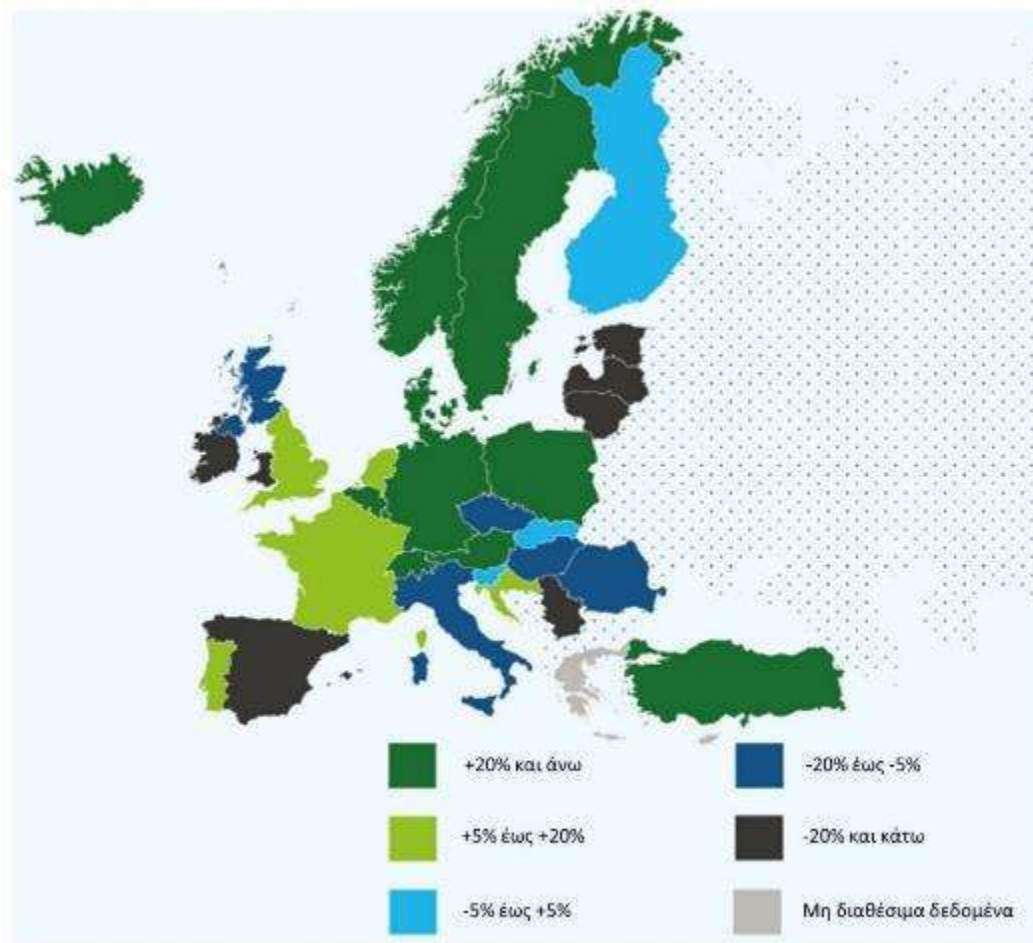 +20% και άνω
-20% έως -5%
+5% έως +20%
-20% και κάτω
-5% έως +5%
Μη διαθέσιμα δεδομένα